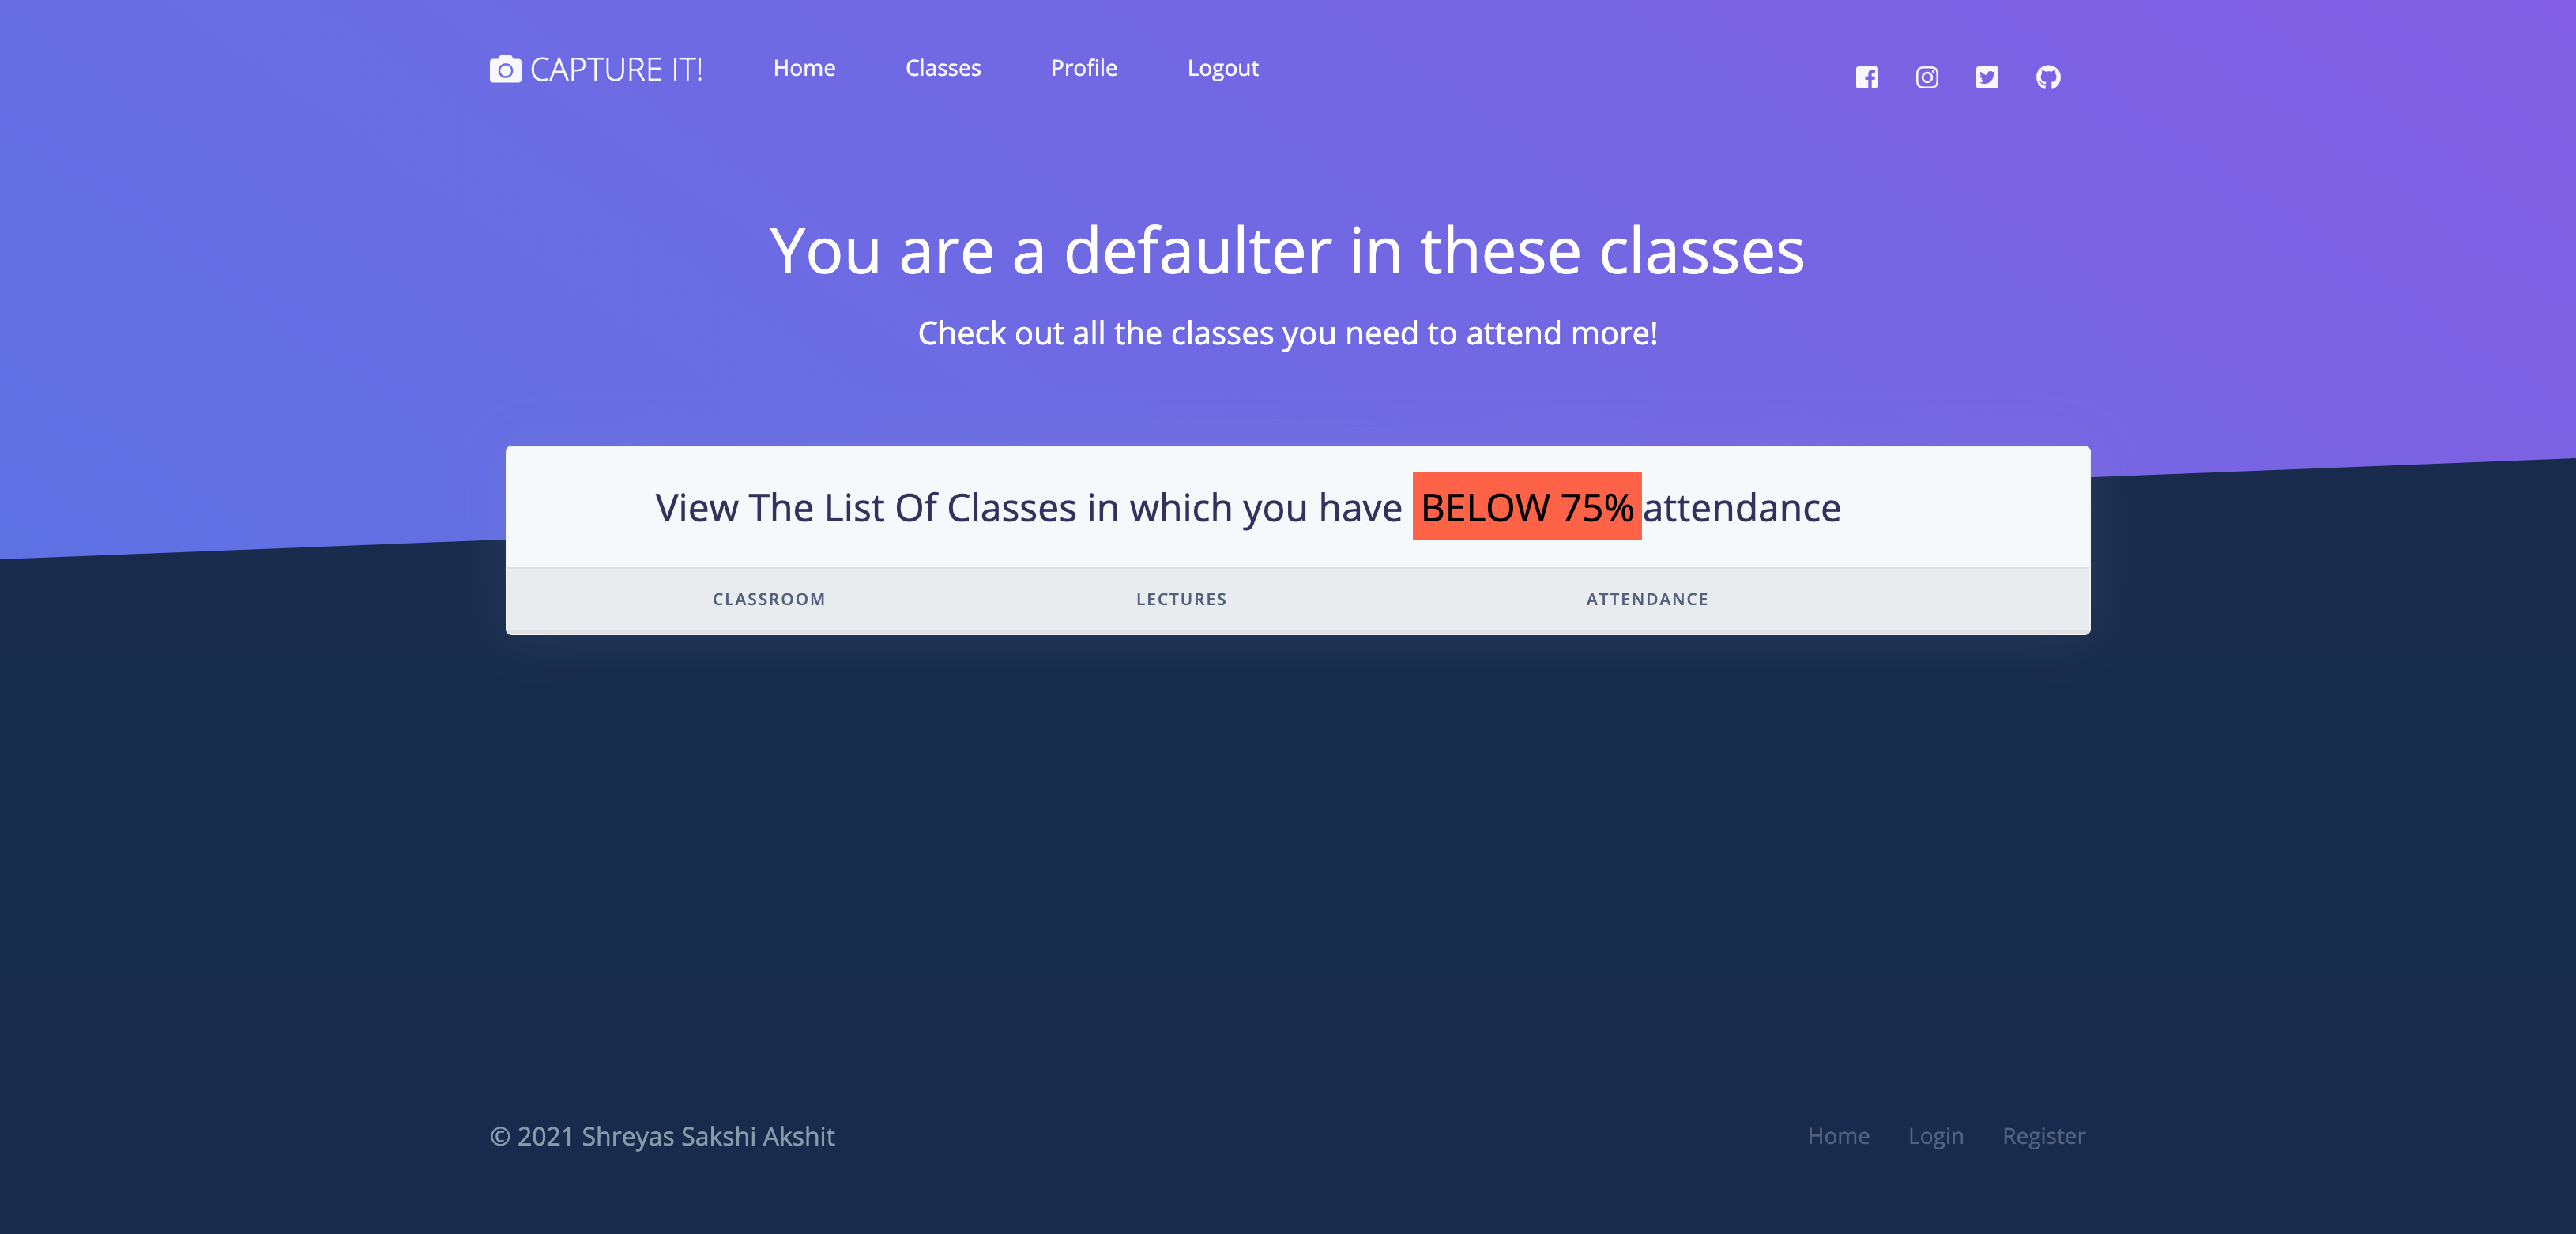 CAPTURE IT! Home Classes Profile Logout
You are a defaulter in these classes
Check out all the classes you need to attend more!
View The List Of Classes in which you have BELOW 75% attendance
CLASSROOM LECTURES ATTENDANCE
© 2021 Shreyas Sakshi Akshit Home Login Register